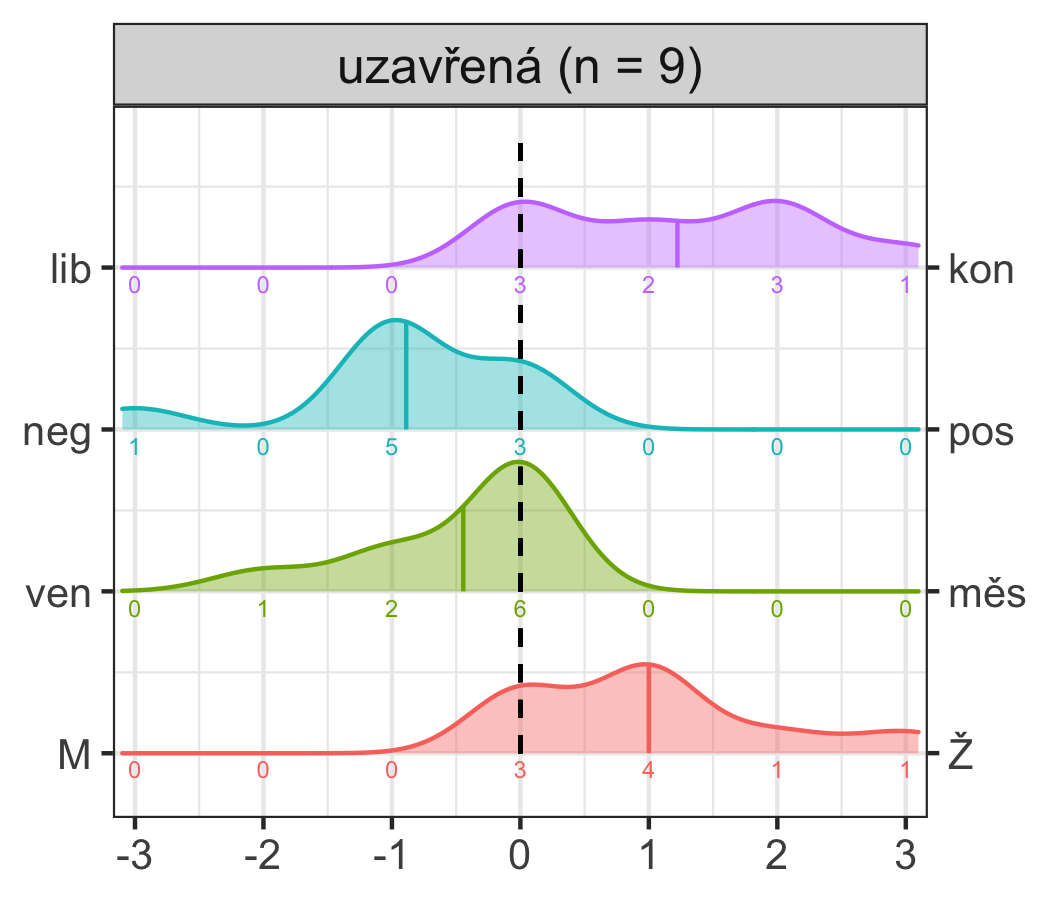 uzavřená (n = 9)
lib kon
0 0 0 3 2 3 1
neg pos
1 0 5 3 0 0 0
ven měs
0 1 2 6 0 0 0
M Ž
0 0 0 3 4 1 1
-3 -2 -1 0 1 2 3